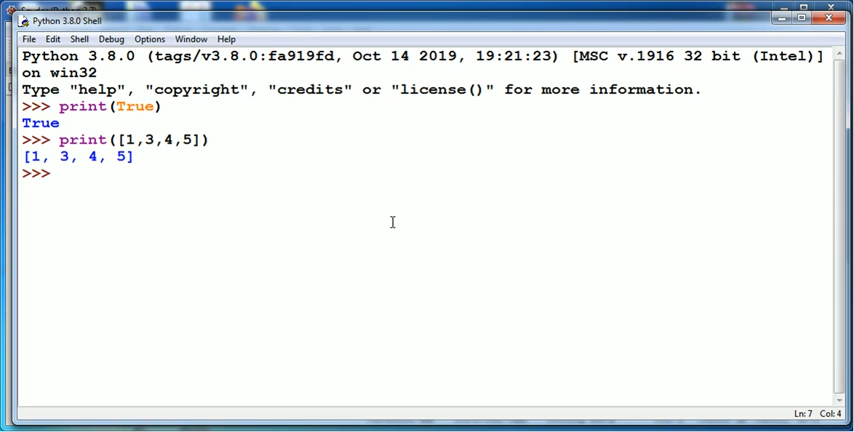 Python 3.8.0 Shell
File Edit Shell Debug Options Window Help
Python 3.8.0 (tags/v3.8.0:fa919fd, Oct 14 2019, 19:21:23) [MSC v.1916 32 bit (Intel)]
on win32
Type "help", "copyright", "credits" or "license()" for more information.
>>> print(True)
True
>>> print([1,3,4,5])
[1, 3, 4, 5]
>>>
Ln: 7 Col: 4